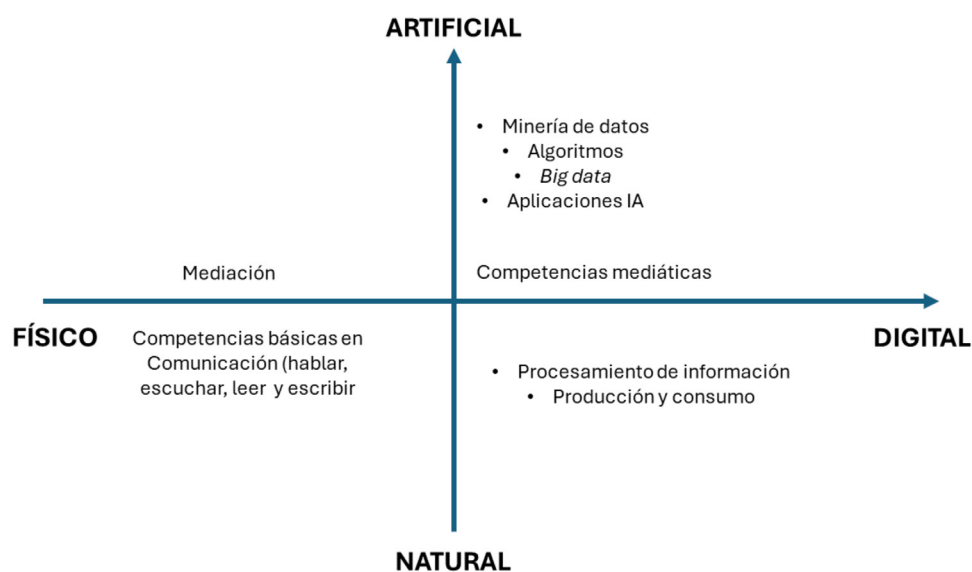 ARTIFICIAL
• Minería de datos
• Algoritmos
• Big data
• Aplicaciones IA
Mediación
Competencias mediáticas
FÍSICO
DIGITAL
Competencias básicas en
Comunicación (hablar,
escuchar, leer y escribir
• Procesamiento de información
• Producción y consumo
NATURAL